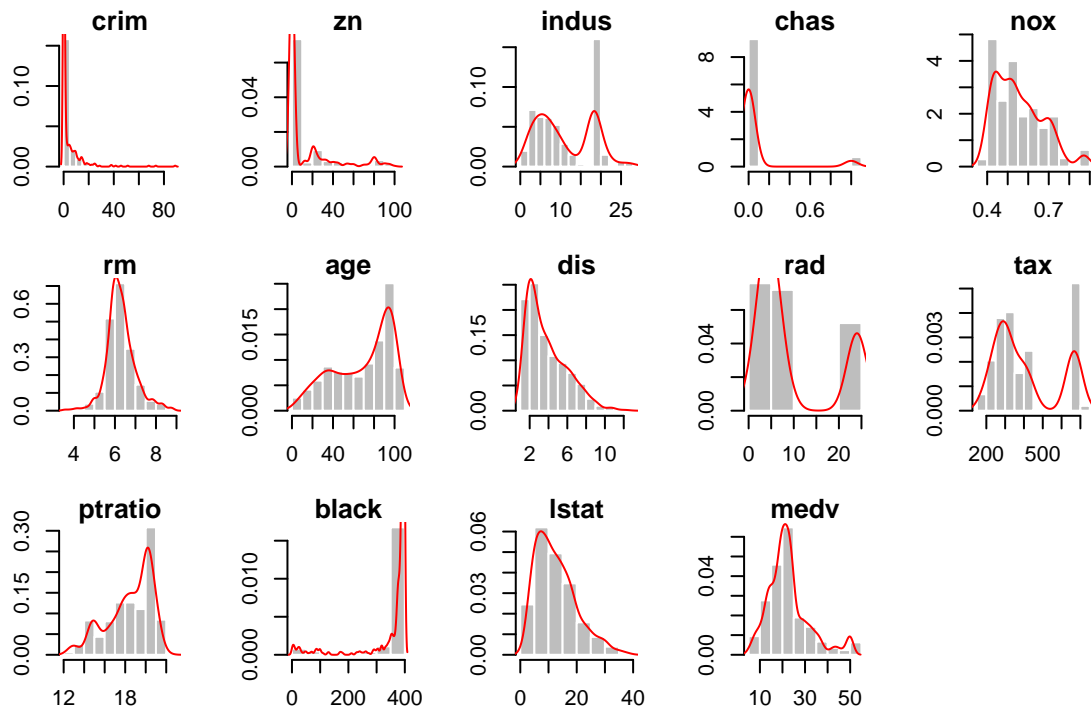 crim zn indus chas nox
0.00 0.10
0 40 80
0.00 0.04
0 50 100
0.00 0.10
0 10 25
0 4 8
0.0 0.6
0 2 4
0.4 0.7
rm age dis rad tax
0.0 0.3 0.6
4 6 8
0.000 0.015
0 40 100
0.00 0.15
2 6 10
0.00 0.04
0 10 20
0.000 0.003
200 500
ptratio black lstat medv
0.00 0.15 0.30
12 18
0.000 0.010
0 200 400
0.00 0.03 0.06
0 20 40
0.00 0.04
10 30 50